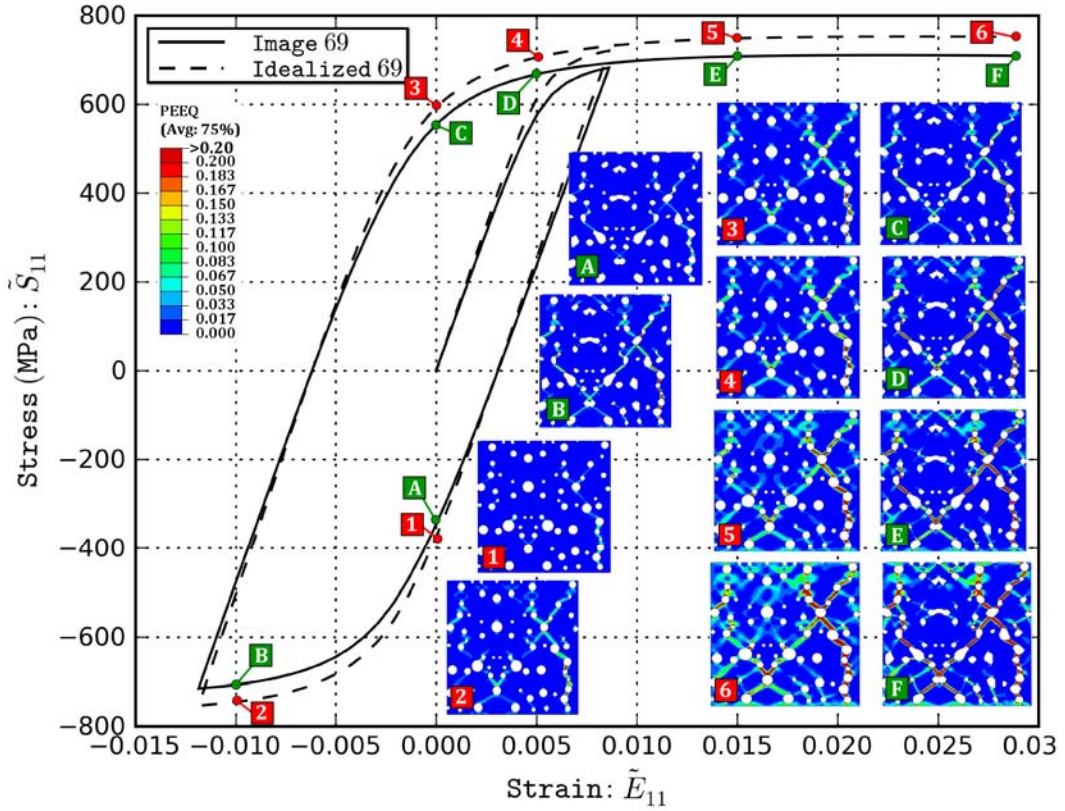 800
600
400
200
0
−200
−400
−600
−800
Stress (MPa): S̃₁₁
Image 69
Idealized 69
PEEQ
(Avg: 75%)
>0.20
0.200
0.183
0.167
0.150
0.133
0.117
0.100
0.083
0.067
0.050
0.033
0.017
0.000
3
4
5
6
C
D
E
F
A
1
B
2
A
B
1
2
3
C
4
D
5
E
6
F
−0.015
−0.010
−0.005
0.000
0.005
0.010
0.015
0.020
0.025
0.03
Strain: Ẽ₁₁